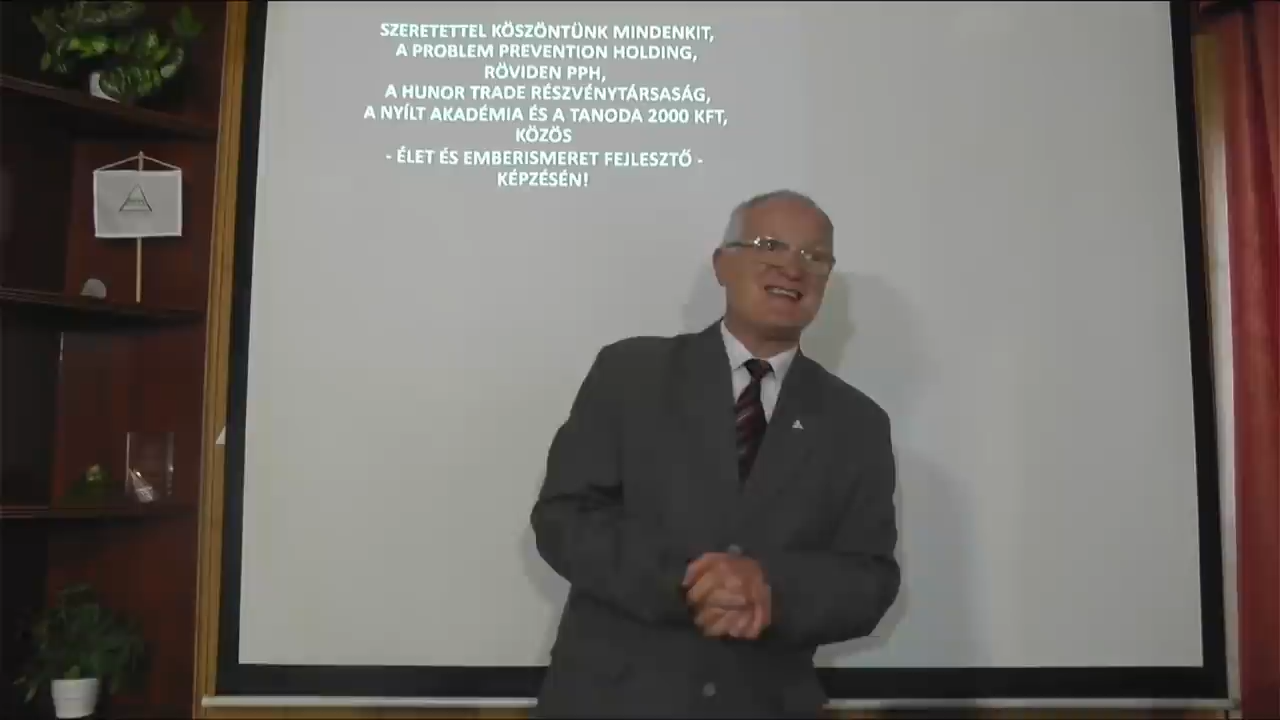 SZERETETTEL KÖSZÖNTÜNK MINDENKIT,
A PROBLEM PREVENTION HOLDING,
RÖVIDEN PPH,
A HUNOR TRADE RÉSZVÉNYTÁRSASÁG,
A NYÍLT AKADÉMIA ÉS A TANODA 2000 KFT,
KÖZÖS
- ÉLET ÉS EMBERISMERET FEJLESZTŐ -
KÉPZÉSÉN!